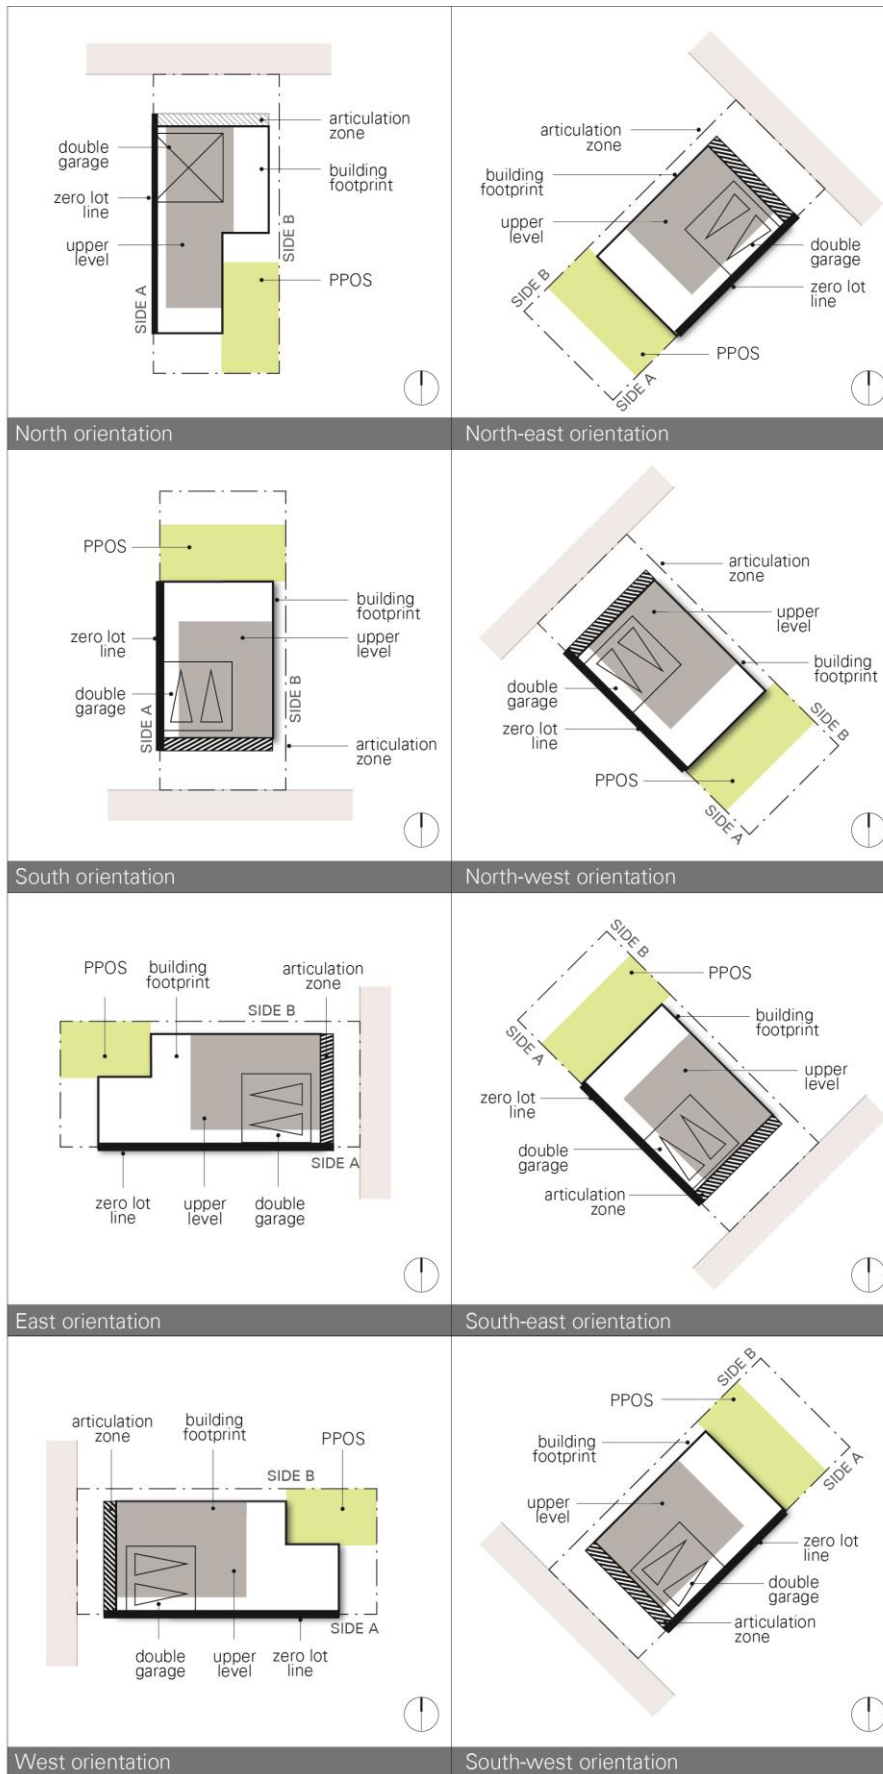 articulation
zone
double
garage
building
footprint
zero lot
line
upper
level
SIDE B
SIDE A
PPOS
North orientation
articulation
zone
building
footprint
upper
level
double
garage
zero lot
line
SIDE B
PPOS
SIDE A
North-east orientation
PPOS
building
footprint
zero lot
line
upper
level
double
garage
SIDE B
SIDE A
articulation
zone
South orientation
articulation
zone
upper
level
building
footprint
double
garage
zero lot
line
SIDE B
PPOS
SIDE A
North-west orientation
PPOS
building
footprint
articulation
zone
SIDE B
SIDE A
zero lot
line
upper
level
double
garage
East orientation
SIDE B
PPOS
SIDE A
building
footprint
upper
level
zero lot
line
double
garage
articulation
zone
South-east orientation
articulation
zone
building
footprint
PPOS
SIDE B
SIDE A
double
garage
upper
level
zero lot
line
West orientation
SIDE B
PPOS
building
footprint
SIDE A
upper
level
zero lot
line
double
garage
articulation
zone
South-west orientation